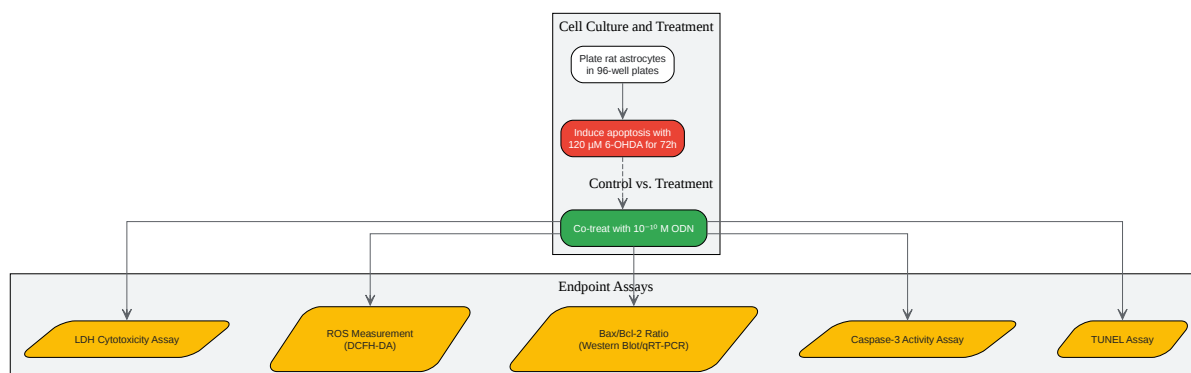 Cell Culture and Treatment
Plate rat astrocytes
in 96-well plates
Induce apoptosis with
120 µM 6-OHDA for 72h
Control vs. Treatment
Co-treat with 10⁻¹⁰ M ODN
Endpoint Assays
LDH Cytotoxicity Assay
ROS Measurement
(DCFH-DA)
Bax/Bcl-2 Ratio
(Western Blot/qRT-PCR)
Caspase-3 Activity Assay
TUNEL Assay